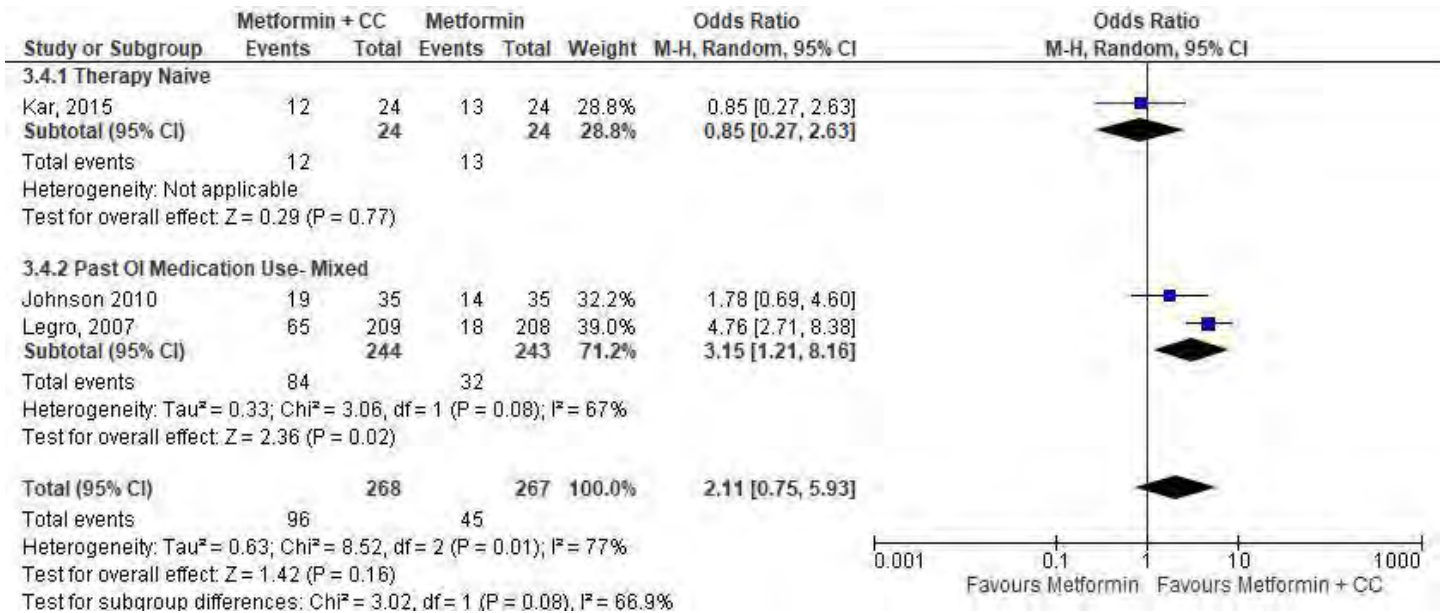 Metformin + CC Metformin Odds Ratio Odds Ratio
Study or Subgroup Events Total Events Total Weight M-H, Random, 95% CI M-H, Random, 95% CI
3.4.1 Therapy Naive
Kar, 2015 12 24 13 24 28.8% 0.85 [0.27, 2.63]
Subtotal (95% CI) 24 24 28.8% 0.85 [0.27, 2.63]
Total events 12 13
Heterogeneity: Not applicable
Test for overall effect: Z = 0.29 (P = 0.77)
3.4.2 Past OI Medication Use- Mixed
Johnson 2010 19 35 14 35 32.2% 1.78 [0.69, 4.60]
Legro, 2007 65 209 18 208 39.0% 4.76 [2.71, 8.38]
Subtotal (95% CI) 244 243 71.2% 3.15 [1.21, 8.16]
Total events 84 32
Heterogeneity: Tau² = 0.33; Chi² = 3.06, df = 1 (P = 0.08); I² = 67%
Test for overall effect: Z = 2.36 (P = 0.02)
Total (95% CI) 268 267 100.0% 2.11 [0.75, 5.93]
Total events 96 45
Heterogeneity: Tau² = 0.63; Chi² = 8.52, df = 2 (P = 0.01); I² = 77%
Test for overall effect: Z = 1.42 (P = 0.16)
Test for subgroup differences: Chi² = 3.02, df = 1 (P = 0.08), I² = 66.9%
0.001 0.1 1 10 1000
Favours Metformin Favours Metformin + CC